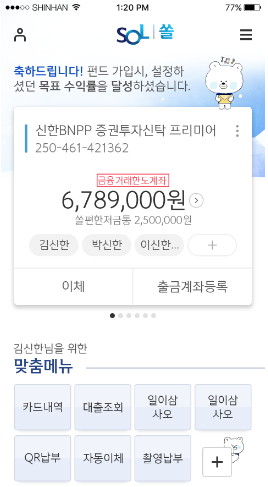 SHINHAN 1:20 PM 77%
SOL 쏠
축하드립니다! 펀드 가입시, 설정하
셨던 목표 수익률을 달성하셨습니다.
신한BNPP 증권투자신탁 프리미어
250-461-421362
금융거래한도계좌
6,789,000원
쏠편한저금통 2,500,000원
김신한 박신한 이신한... +
이체 출금계좌등록
김신한님을 위한
맞춤메뉴
카드내역 대출조회 일이삼사오 일이삼사오
QR납부 자동이체 촬영납부 +